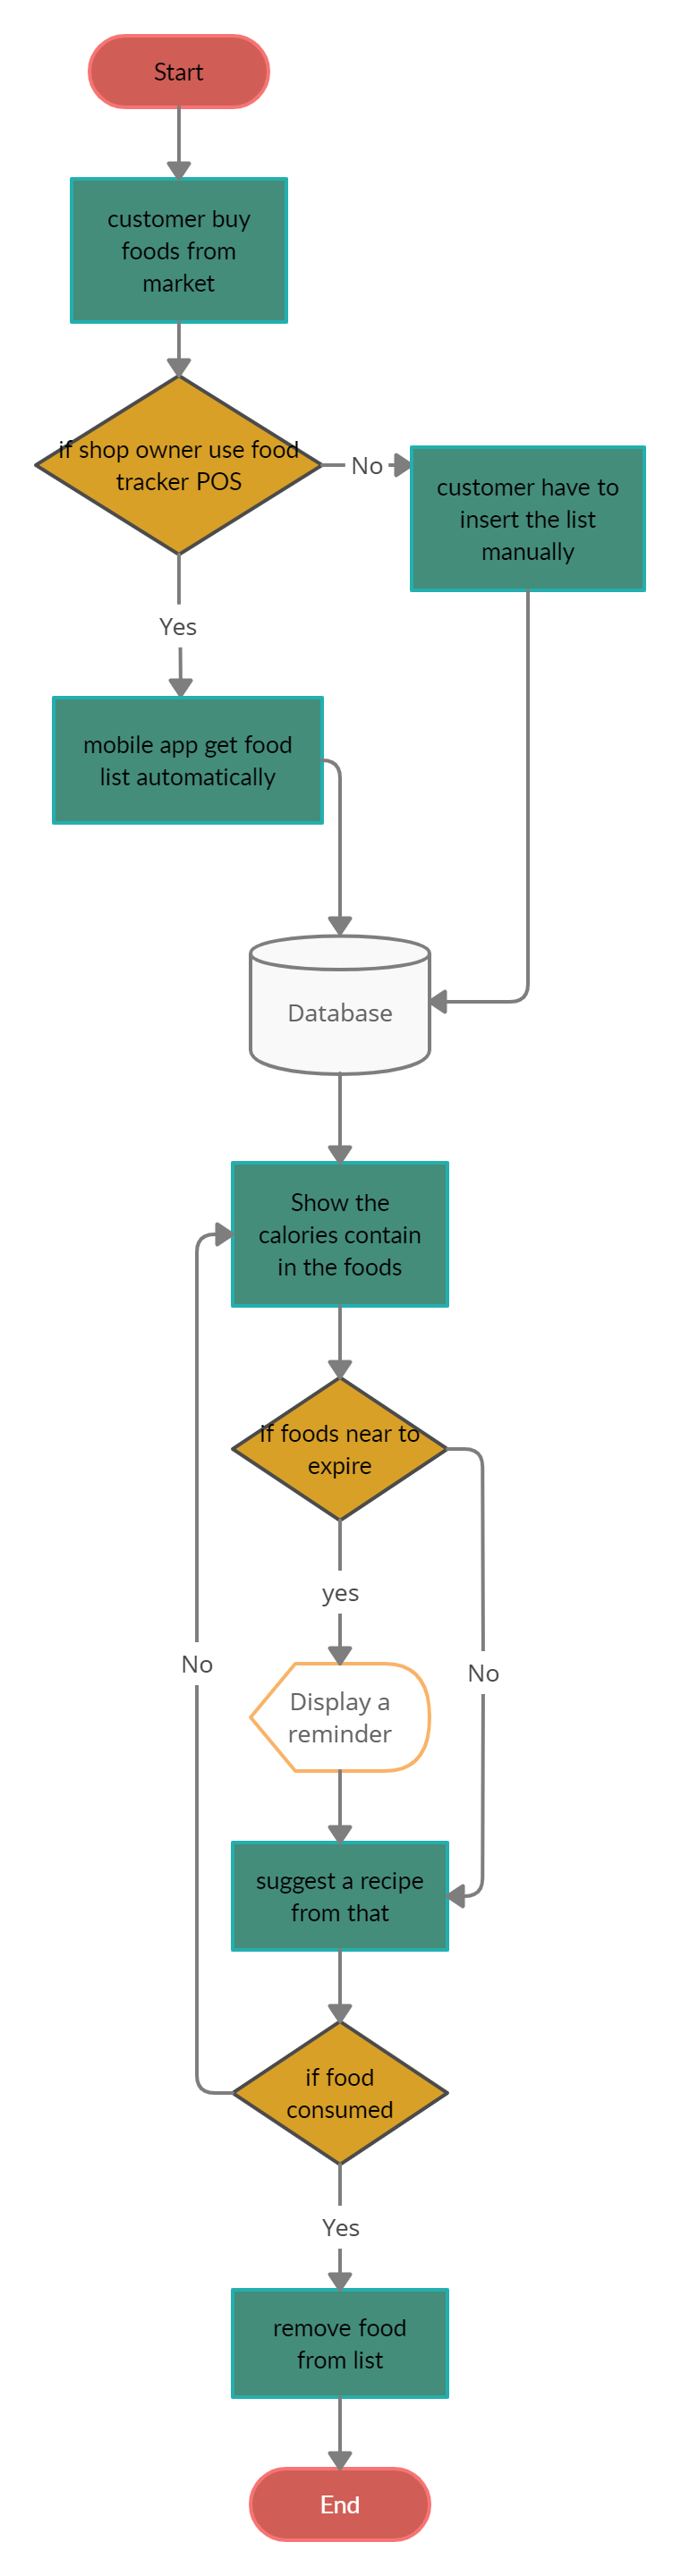 Start
customer buy
foods from
market
if shop owner use food
tracker POS
No
customer have to
insert the list
manually
Yes
mobile app get food
list automatically
Database
Show the
calories contain
in the foods
if foods near to
expire
yes
No
No
Display a
reminder
suggest a recipe
from that
if food
consumed
Yes
remove food
from list
End